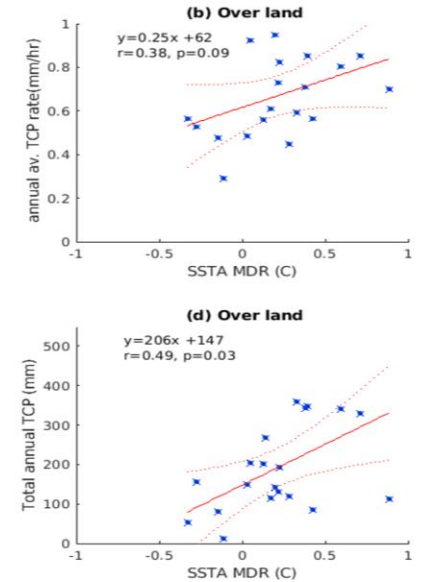 (b) Over land
y=0.25x +62
r=0.38, p=0.09
annual av. TCP rate(mm/hr)
1
0.8
0.6
0.4
0.2
0
-1 -0.5 0 0.5 1
SSTA MDR (C)
(d) Over land
y=206x +147
r=0.49, p=0.03
Total annual TCP (mm)
500
400
300
200
100
0
-1 -0.5 0 0.5 1
SSTA MDR (C)